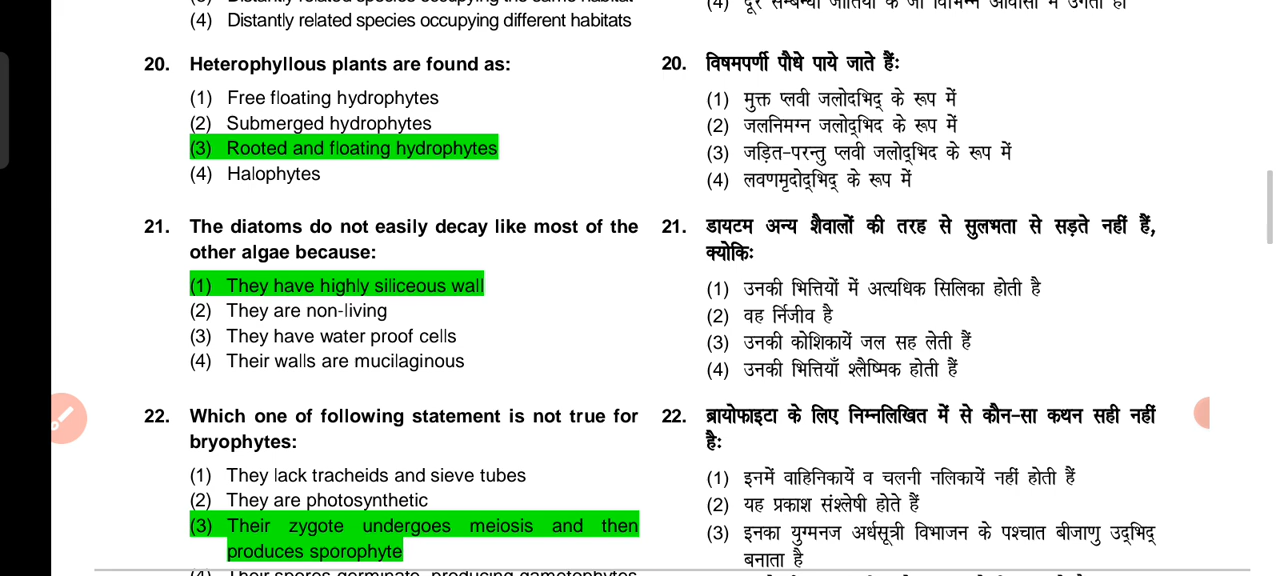 (4) Distantly related species occupying different habitats
20. Heterophyllous plants are found as:
(1) Free floating hydrophytes
(2) Submerged hydrophytes
(3) Rooted and floating hydrophytes
(4) Halophytes
21. The diatoms do not easily decay like most of the
other algae because:
(1) They have highly siliceous wall
(2) They are non-living
(3) They have water proof cells
(4) Their walls are mucilaginous
22. Which one of following statement is not true for
bryophytes:
(1) They lack tracheids and sieve tubes
(2) They are photosynthetic
(3) Their zygote undergoes meiosis and then
produces sporophyte
(4) Their spores germinate, producing gametophytes
20. विषमपर्णी पौधे पाये जाते हैं:
(1) मुक्त प्लवी जलोदभिद् के रूप में
(2) जलनिमग्न जलोद्भिद के रूप में
(3) जड़ित-परन्तु प्लवी जलोद्भिद के रूप में
(4) लवणमृदोद्भिद् के रूप में
21. डायटम अन्य शैवालों की तरह से सुलभता से सड़ते नहीं हैं,
क्योकि:
(1) उनकी भित्तियों में अत्यधिक सिलिका होती है
(2) वह र्निजीव है
(3) उनकी कोशिकायें जल सह लेती हैं
(4) उनकी भित्तियाँ श्लैष्मिक होती हैं
22. ब्रायोफाइटा के लिए निम्नलिखित में से कौन-सा कथन सही नहीं
है:
(1) इनमें वाहिनिकायें व चलनी नलिकायें नहीं होती हैं
(2) यह प्रकाश संश्लेषी होते हैं
(3) इनका युग्मनज अर्धसूत्री विभाजन के पश्चात बीजाणु उद्भिद्
बनाता है